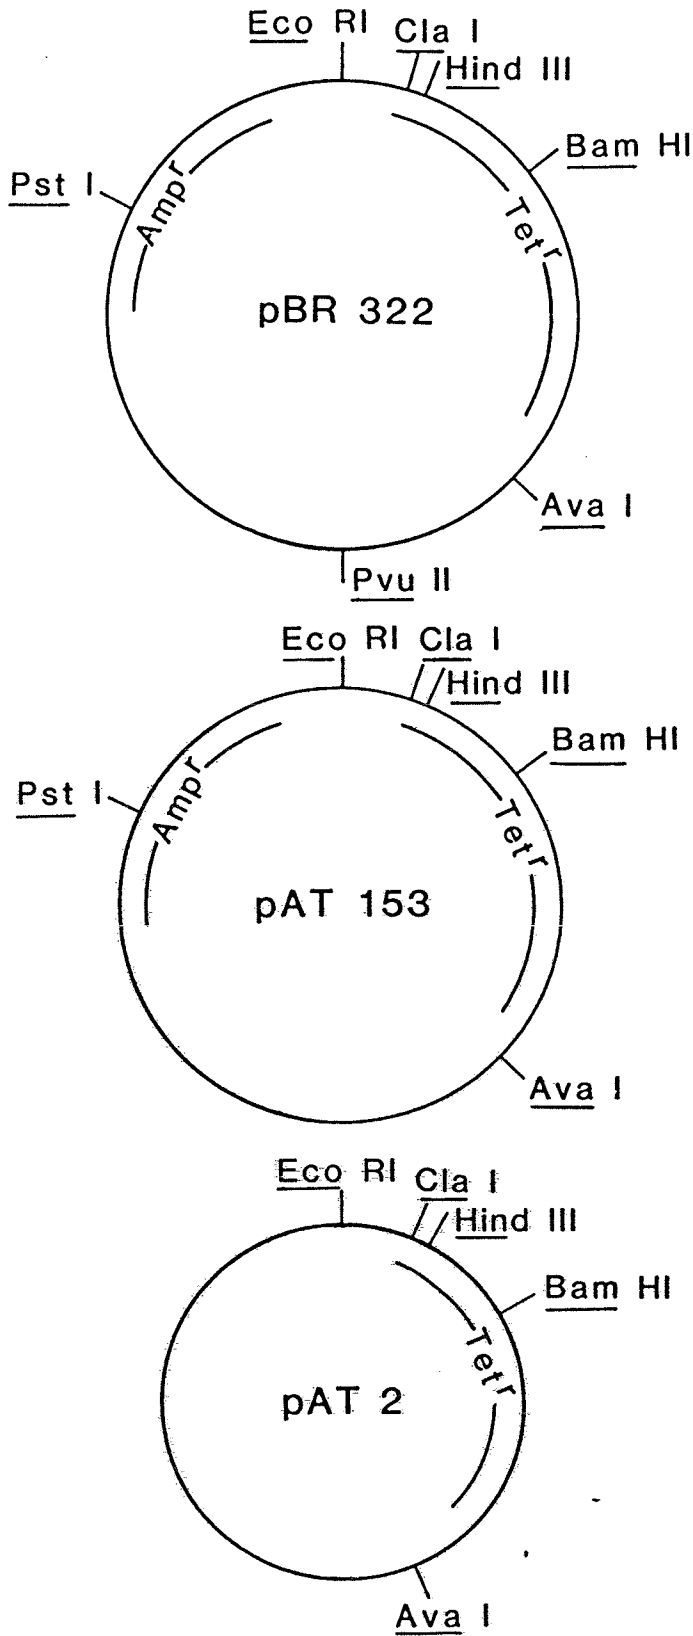 Eco RI
Cla I
Hind III
Bam HI
Pst I
Ampr
Tetr
pBR 322
Ava I
Pvu II
Eco RI
Cla I
Hind III
Bam HI
Pst I
Ampr
Tetr
pAT 153
Ava I
Eco RI
Cla I
Hind III
Bam HI
Tetr
pAT 2
Ava I